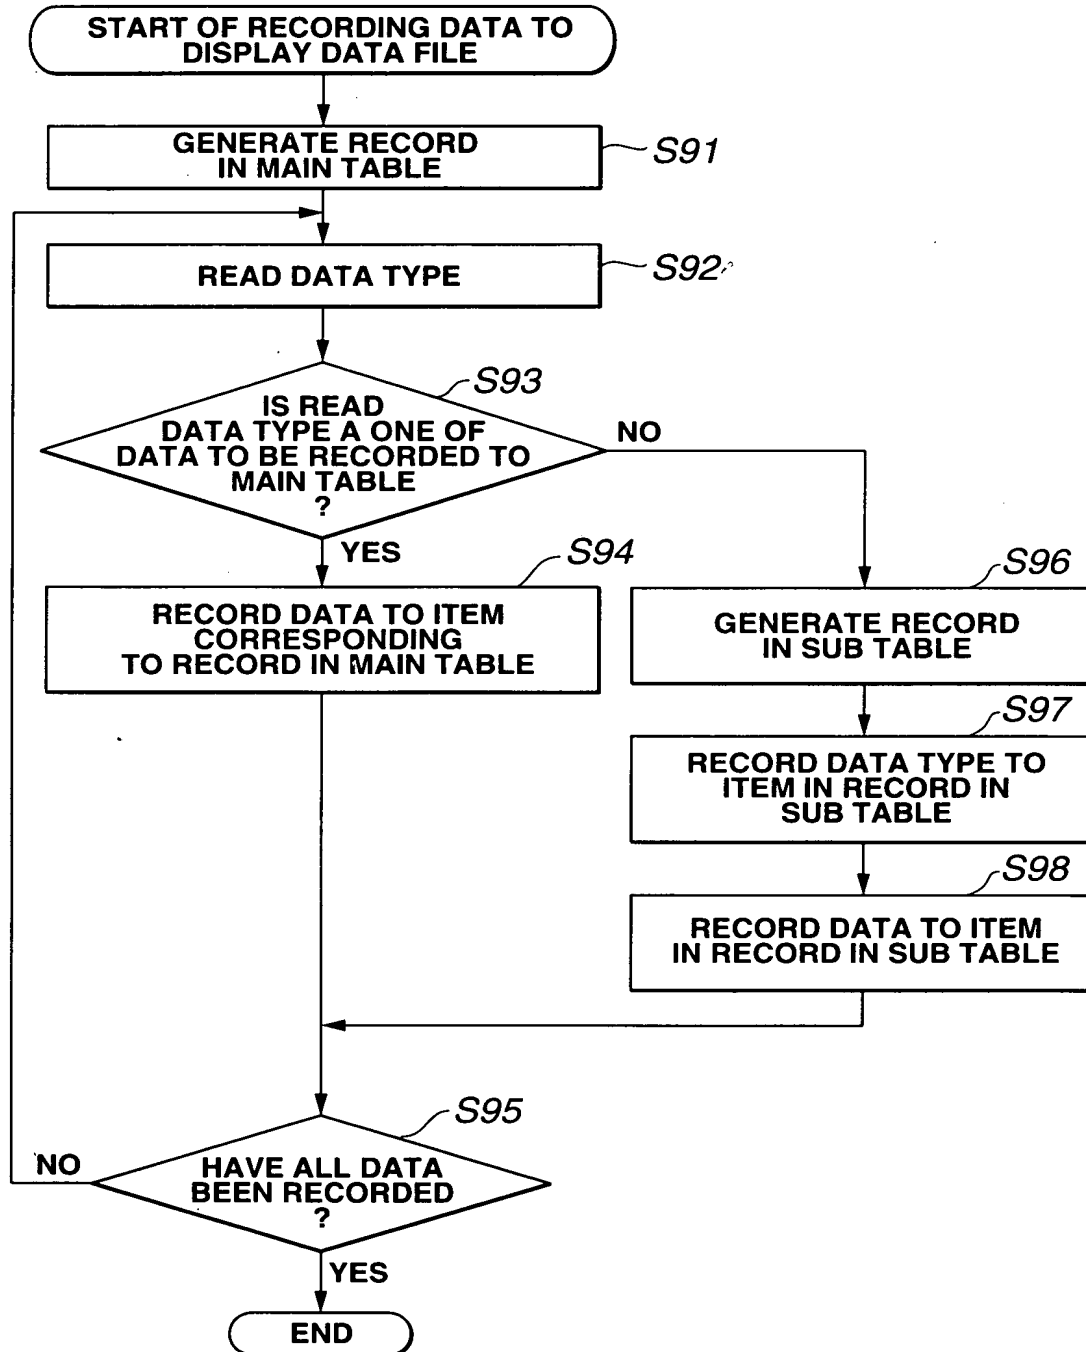 START OF RECORDING DATA TO
DISPLAY DATA FILE
GENERATE RECORD
IN MAIN TABLE
S91
READ DATA TYPE
S92
S93
IS READ
DATA TYPE A ONE OF
DATA TO BE RECORDED TO
MAIN TABLE
?
NO
YES
S94
RECORD DATA TO ITEM
CORRESPONDING
TO RECORD IN MAIN TABLE
S96
GENERATE RECORD
IN SUB TABLE
S97
RECORD DATA TYPE TO
ITEM IN RECORD IN
SUB TABLE
S98
RECORD DATA TO ITEM
IN RECORD IN SUB TABLE
S95
HAVE ALL DATA
BEEN RECORDED
?
NO
YES
END